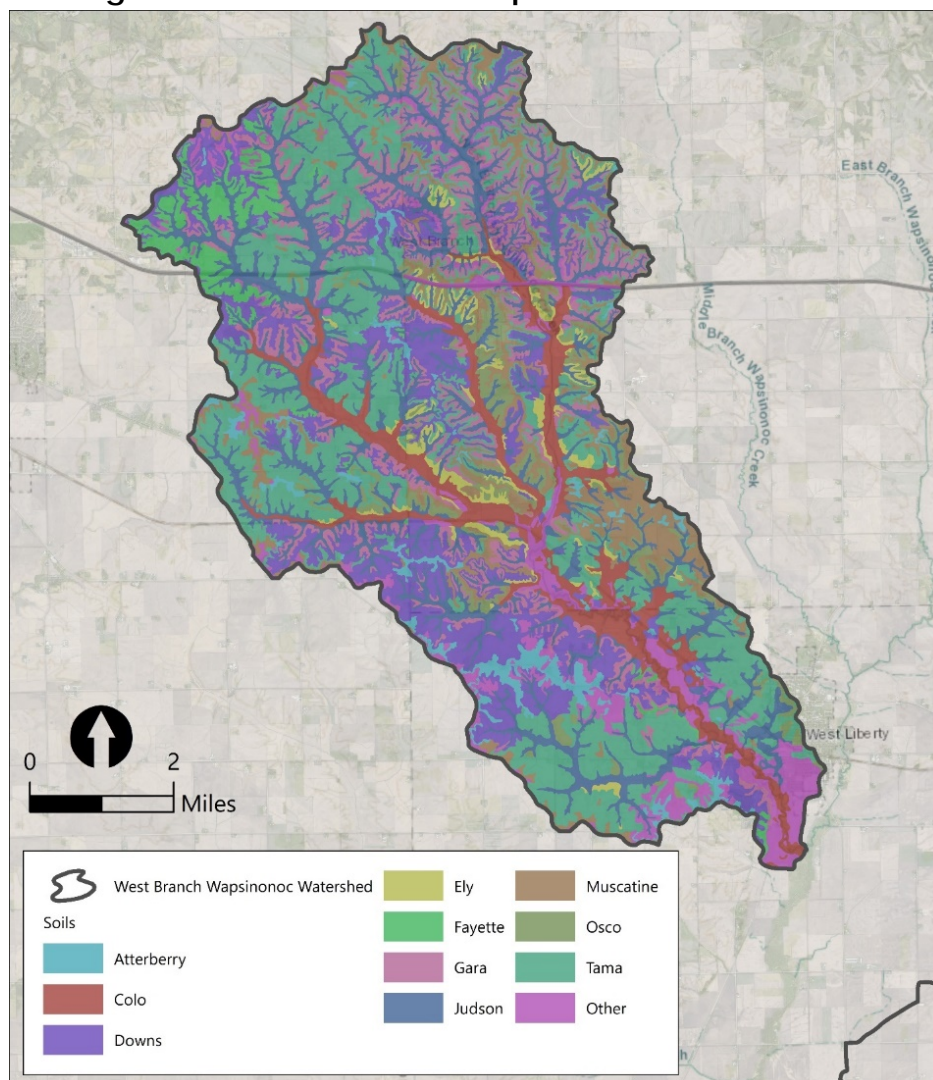 West Branch
East Branch Wapsinonoc
Middle Branch Wapsinonoc Creek
West Liberty
0 2
Miles
West Branch Wapsinonoc Watershed
Soils
Atterberry
Colo
Downs
Ely
Fayette
Gara
Judson
Muscatine
Osco
Tama
Other